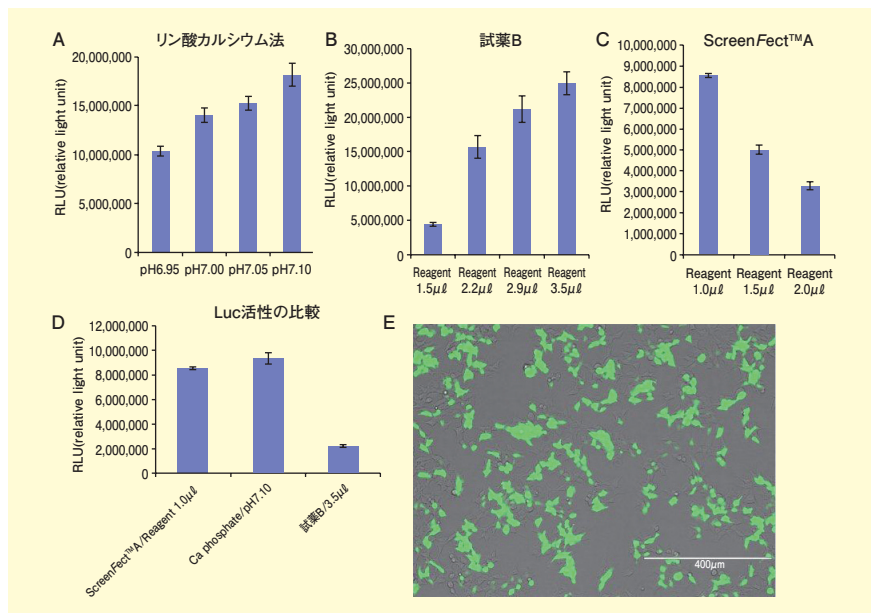 A
リン酸カルシウム法
RLU(relative light unit)
20,000,000
15,000,000
10,000,000
5,000,000
0
pH6.95 pH7.00 pH7.05 pH7.10
B
試薬B
RLU(relative light unit)
30,000,000
25,000,000
20,000,000
15,000,000
10,000,000
5,000,000
0
Reagent Reagent Reagent Reagent
1.5μℓ 2.2μℓ 2.9μℓ 3.5μℓ
C
ScreenFect™A
RLU(relative light unit)
10,000,000
9,000,000
8,000,000
7,000,000
6,000,000
5,000,000
4,000,000
3,000,000
2,000,000
1,000,000
0
Reagent Reagent Reagent
1.0μℓ 1.5μℓ 2.0μℓ
D
Luc活性の比較
RLU(relative light unit)
12,000,000
10,000,000
8,000,000
6,000,000
4,000,000
2,000,000
0
ScreenFect™A/Reagent 1.0μℓ
Ca phosphate/pH7.10
試薬B/3.5μℓ
E
400μm